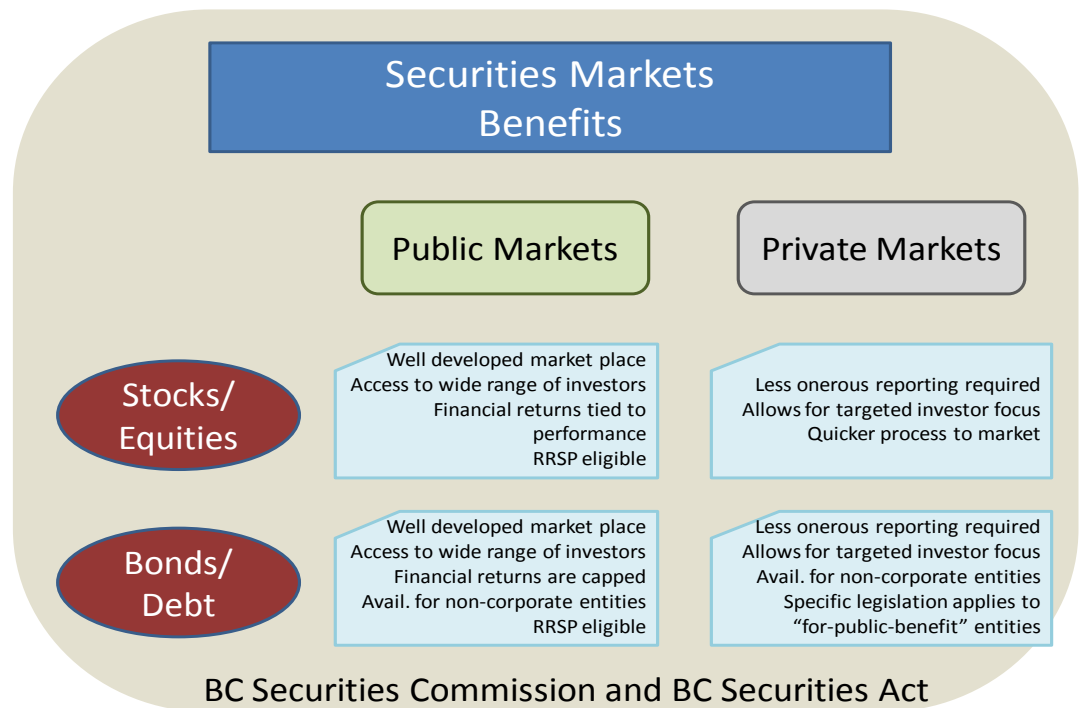 Securities Markets
Benefits
Public Markets
Private Markets
Stocks/
Equities
Well developed market place
Access to wide range of investors
Financial returns tied to
performance
RRSP eligible
Less onerous reporting required
Allows for targeted investor focus
Quicker process to market
Bonds/
Debt
Well developed market place
Access to wide range of investors
Financial returns are capped
Avail. for non-corporate entities
RRSP eligible
Less onerous reporting required
Allows for targeted investor focus
Avail. for non-corporate entities
Specific legislation applies to
“for-public-benefit” entities
BC Securities Commission and BC Securities Act